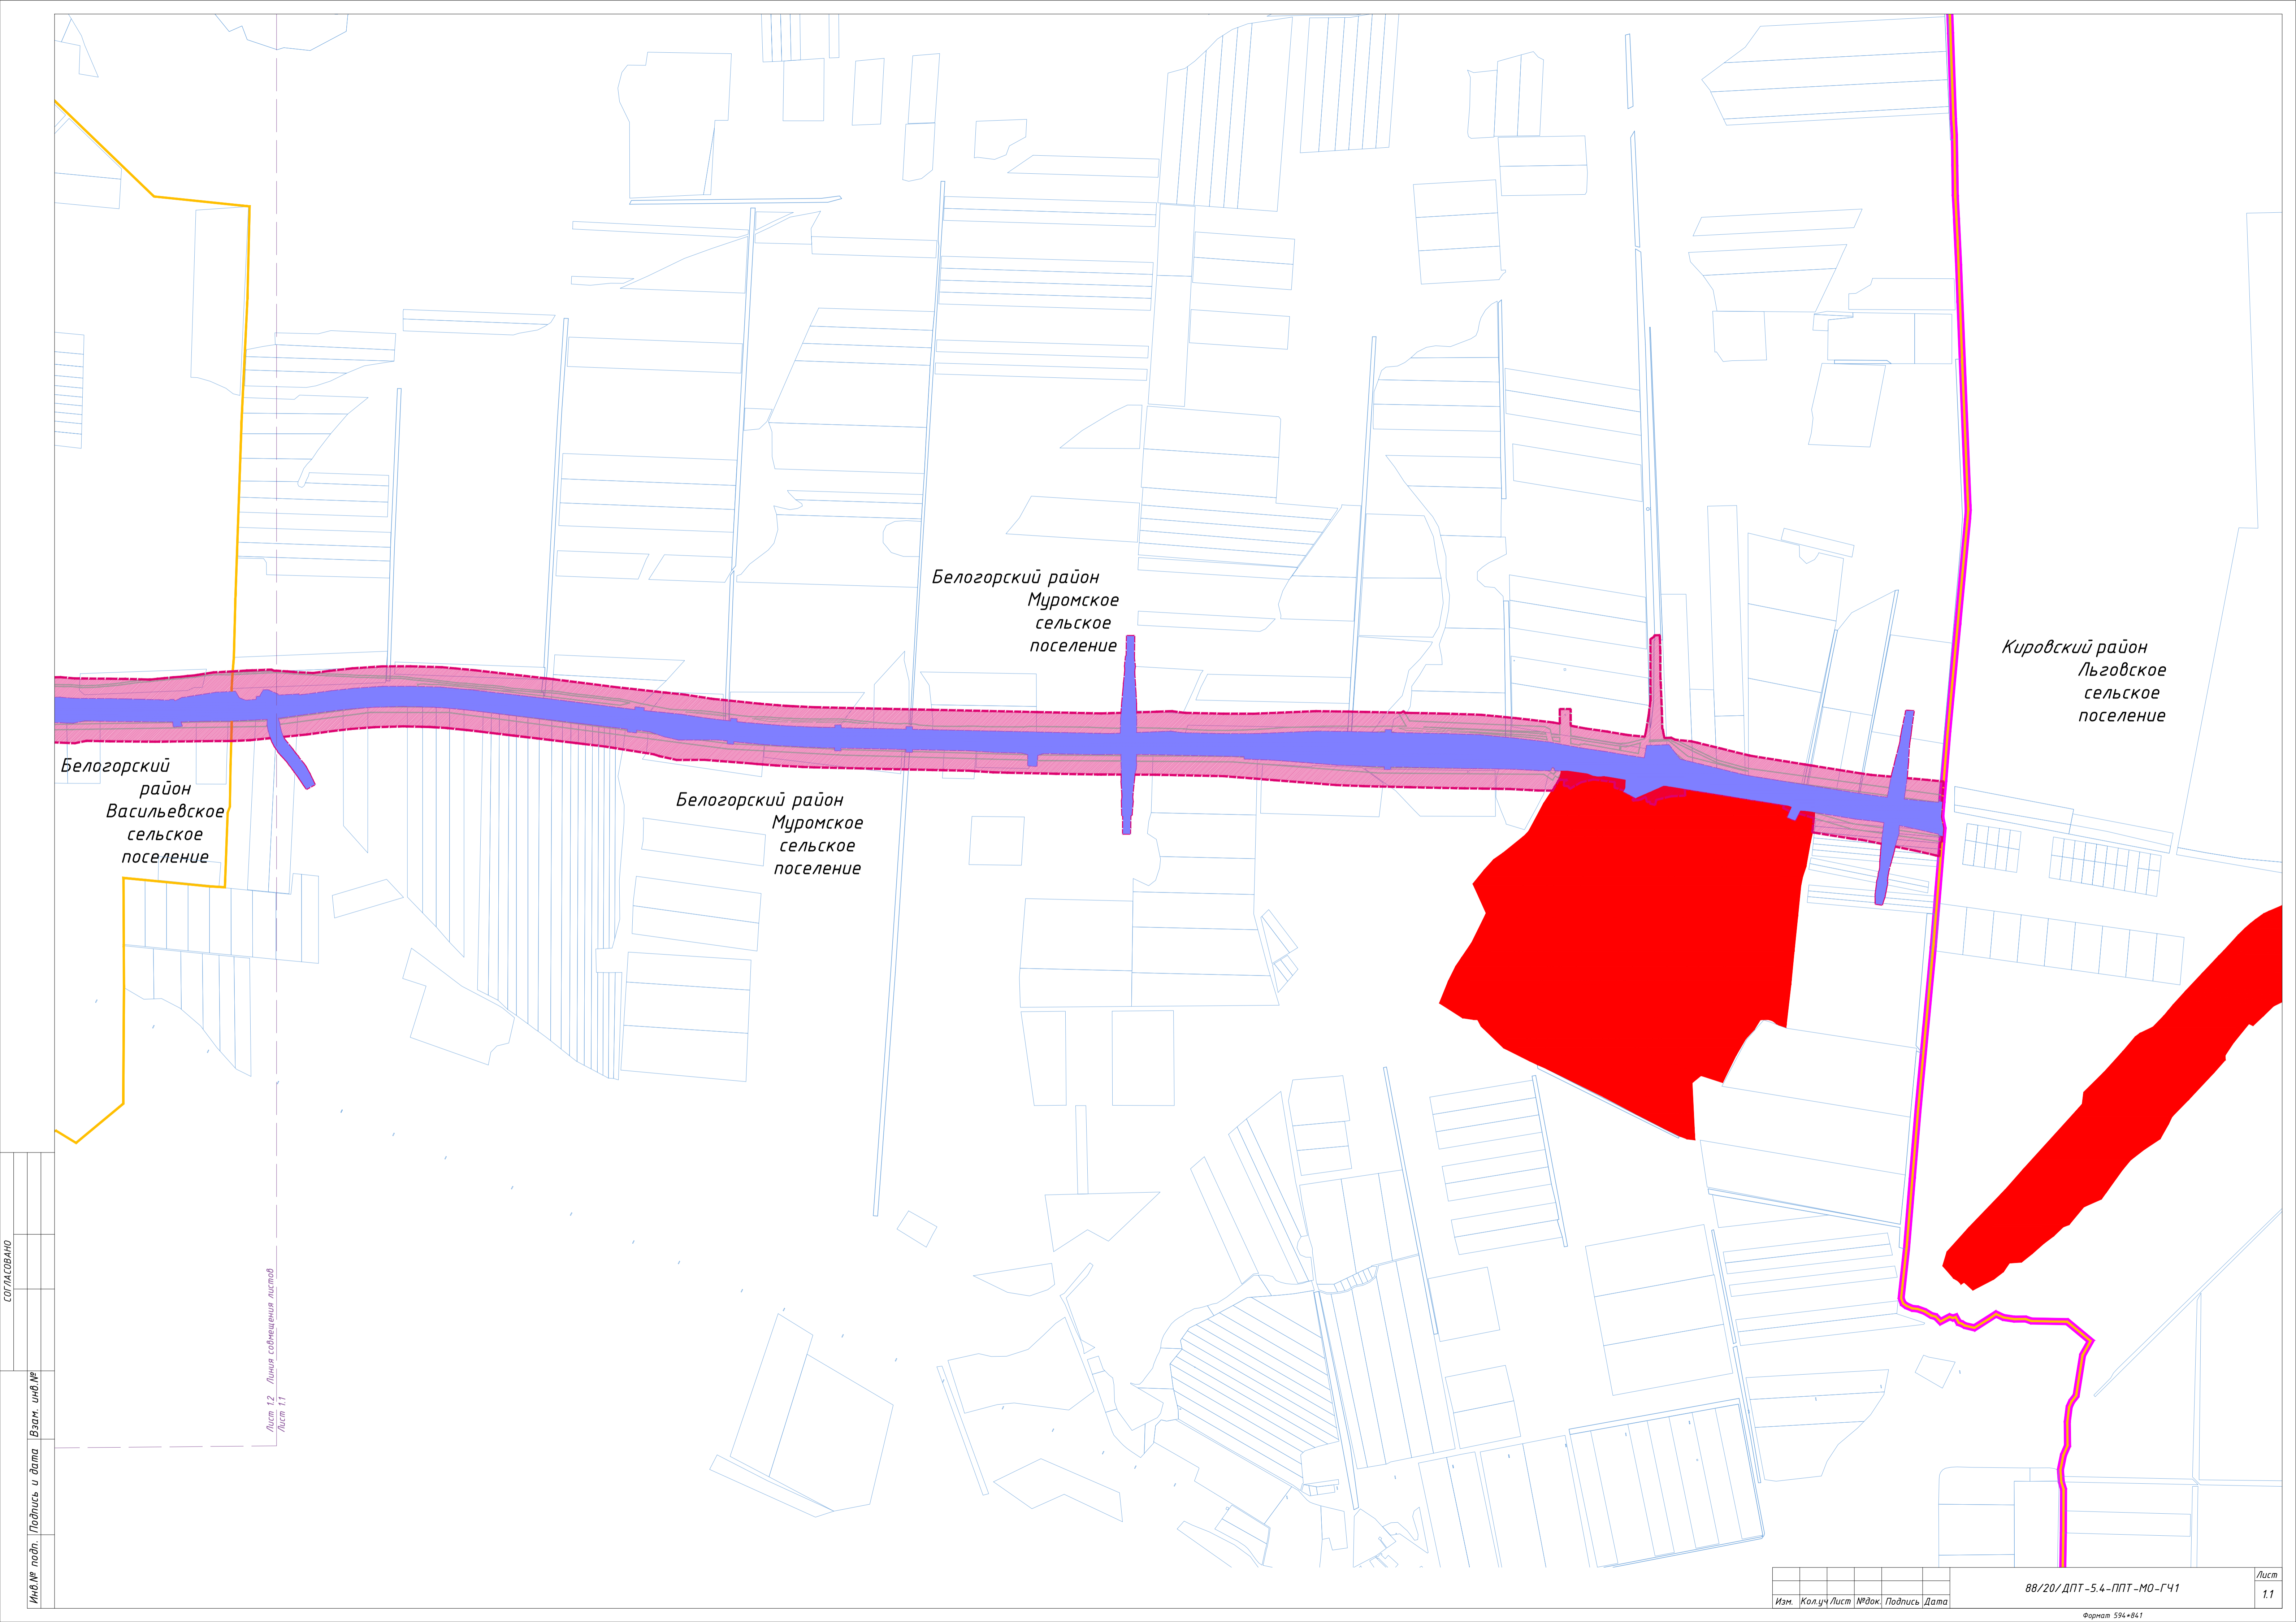 Белогорский район
Муромское
сельское
поселение
Кировский район
Льговское
сельское
поселение
Белогорский
район
Васильевское
сельское
поселение
Белогорский район
Муромское
сельское
поселение
СОГЛАСОВАНО
Взам. инв.№
Подпись и дата
Инв.№ подп.
Лист 1.2 Линия совмещения листов
Лист 1.1
88/20/ДПТ-5.4-ППТ-МО-ГЧ1
Лист
1.1
Изм. Кол.уч Лист №док. Подпись Дата
Формат 594*841